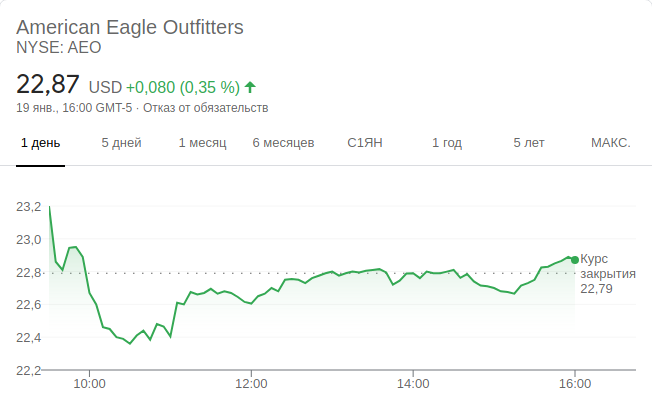 American Eagle Outfitters
NYSE: AEO
22,87 USD +0,080 (0,35 %)
19 янв., 16:00 GMT-5 · Отказ от обязательств
1 день 5 дней 1 месяц 6 месяцев С1ЯН 1 год 5 лет МАКС.
23,2
23,0
22,8
22,6
22,4
22,2
Курс
закрытия
22,79
10:00 12:00 14:00 16:00